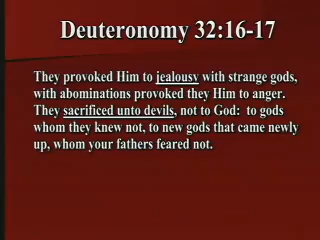 Deuteronomy 32:16-17
They provoked Him to jealousy with strange gods,
with abominations provoked they Him to anger.
They sacrificed unto devils, not to God:  to gods
whom they knew not, to new gods that came newly
up, whom your fathers feared not.